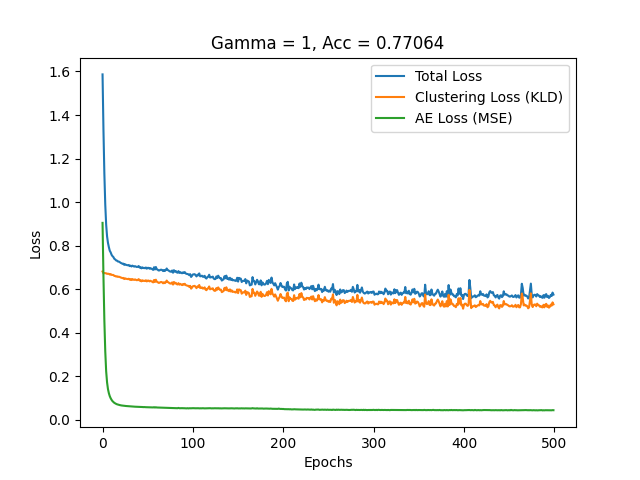 Gamma = 1, Acc = 0.77064
Total Loss
Clustering Loss (KLD)
AE Loss (MSE)
1.6
1.4
1.2
1.0
0.8
0.6
0.4
0.2
0.0
Loss
0 100 200 300 400 500
Epochs